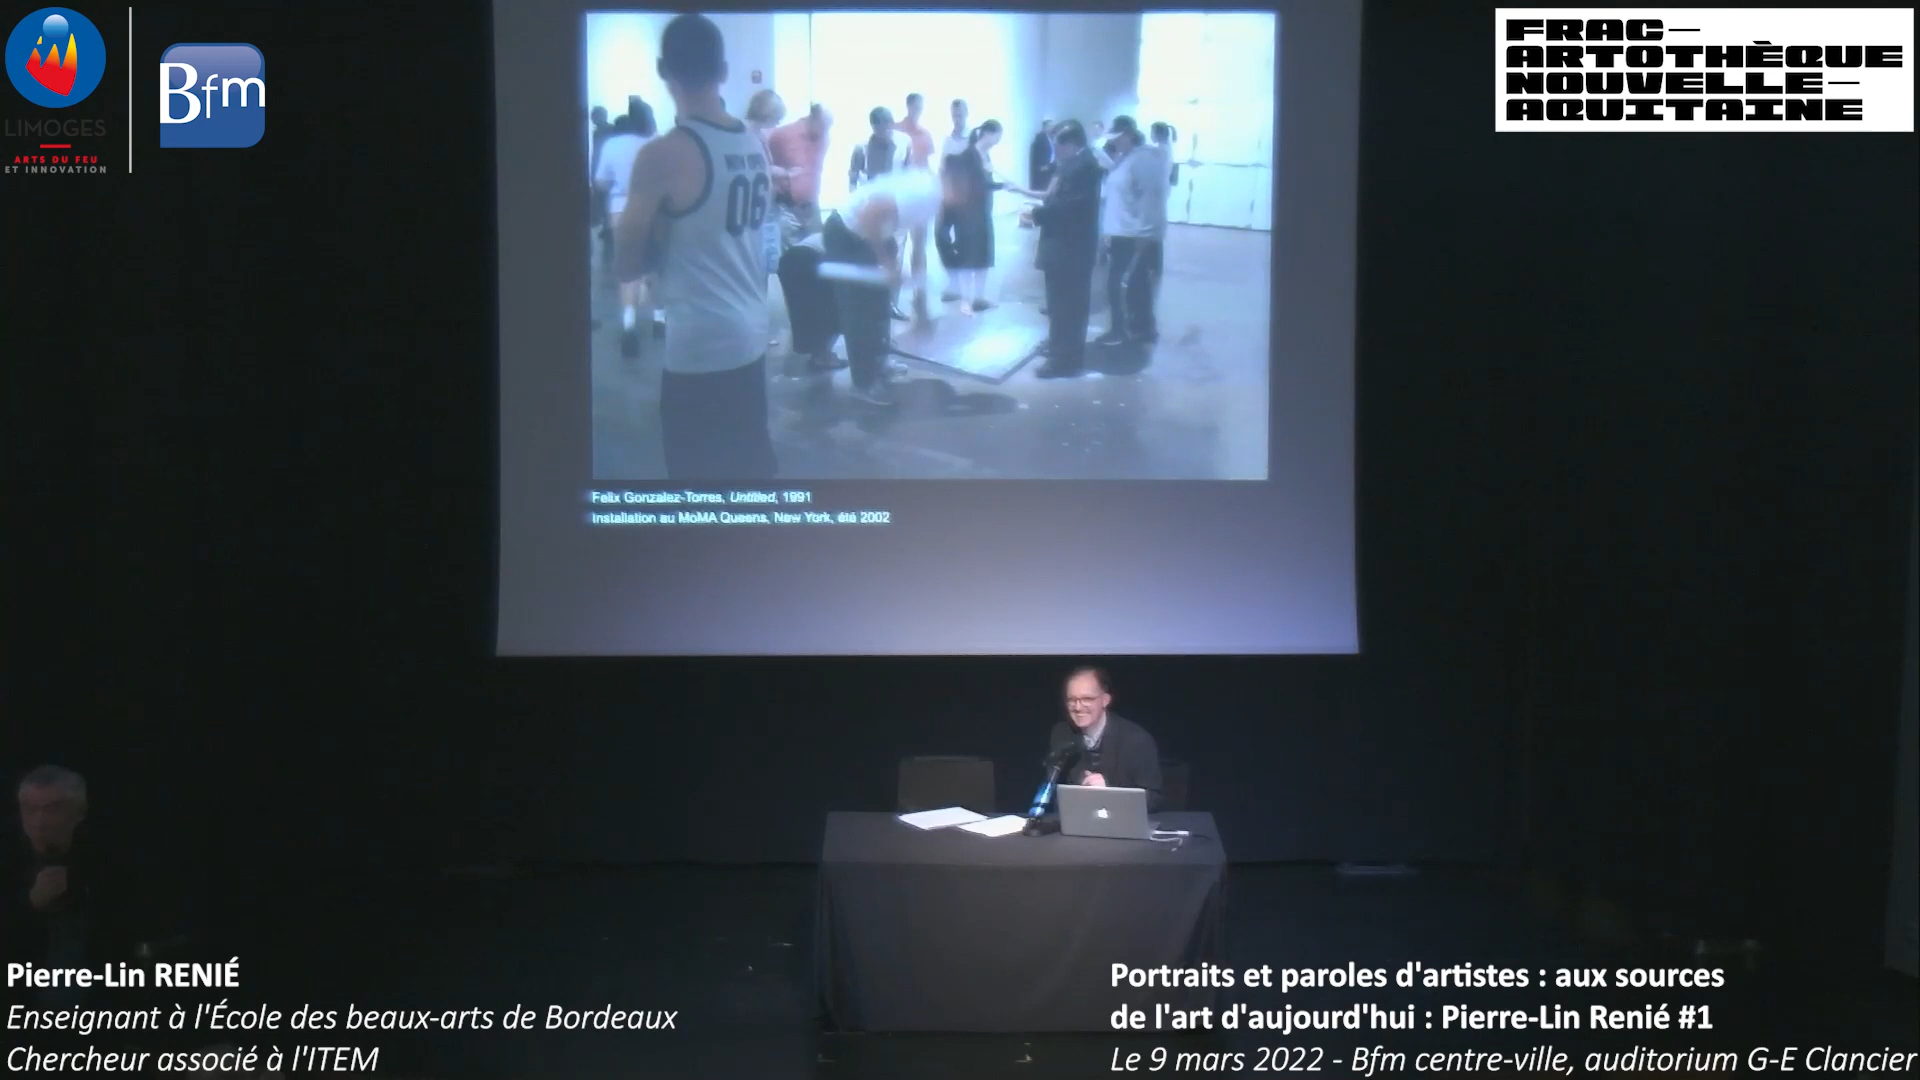 LIMOGES
ARTS DU FEU
ET INNOVATION
Bfm
FRAC—
ARTOTHÈQUE
NOUVELLE—
AQUITAINE
06
Felix Gonzalez-Torres, Untitled, 1991
Installation au MoMA Queens, New York, été 2002
Pierre-Lin RENIÉ
Enseignant à l'École des beaux-arts de Bordeaux
Chercheur associé à l'ITEM
Portraits et paroles d'artistes : aux sources
de l'art d'aujourd'hui : Pierre-Lin Renié #1
Le 9 mars 2022 - Bfm centre-ville, auditorium G-E Clancier